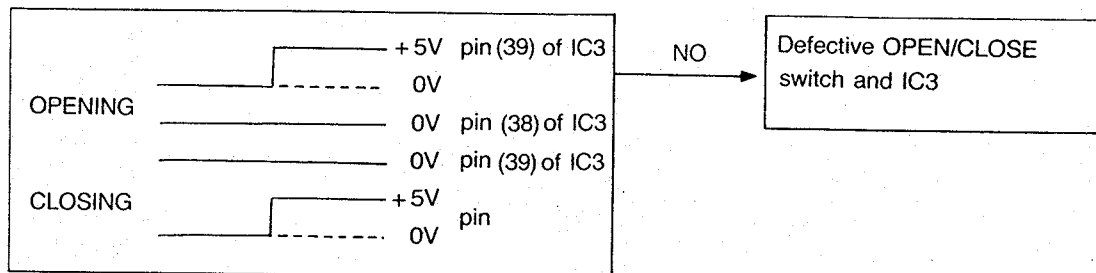 +5V pin (39) of IC3
0V
OPENING
0V pin (38) of IC3
0V pin (39) of IC3
CLOSING
+5V
pin
0V
NO
Defective OPEN/CLOSE
switch and IC3